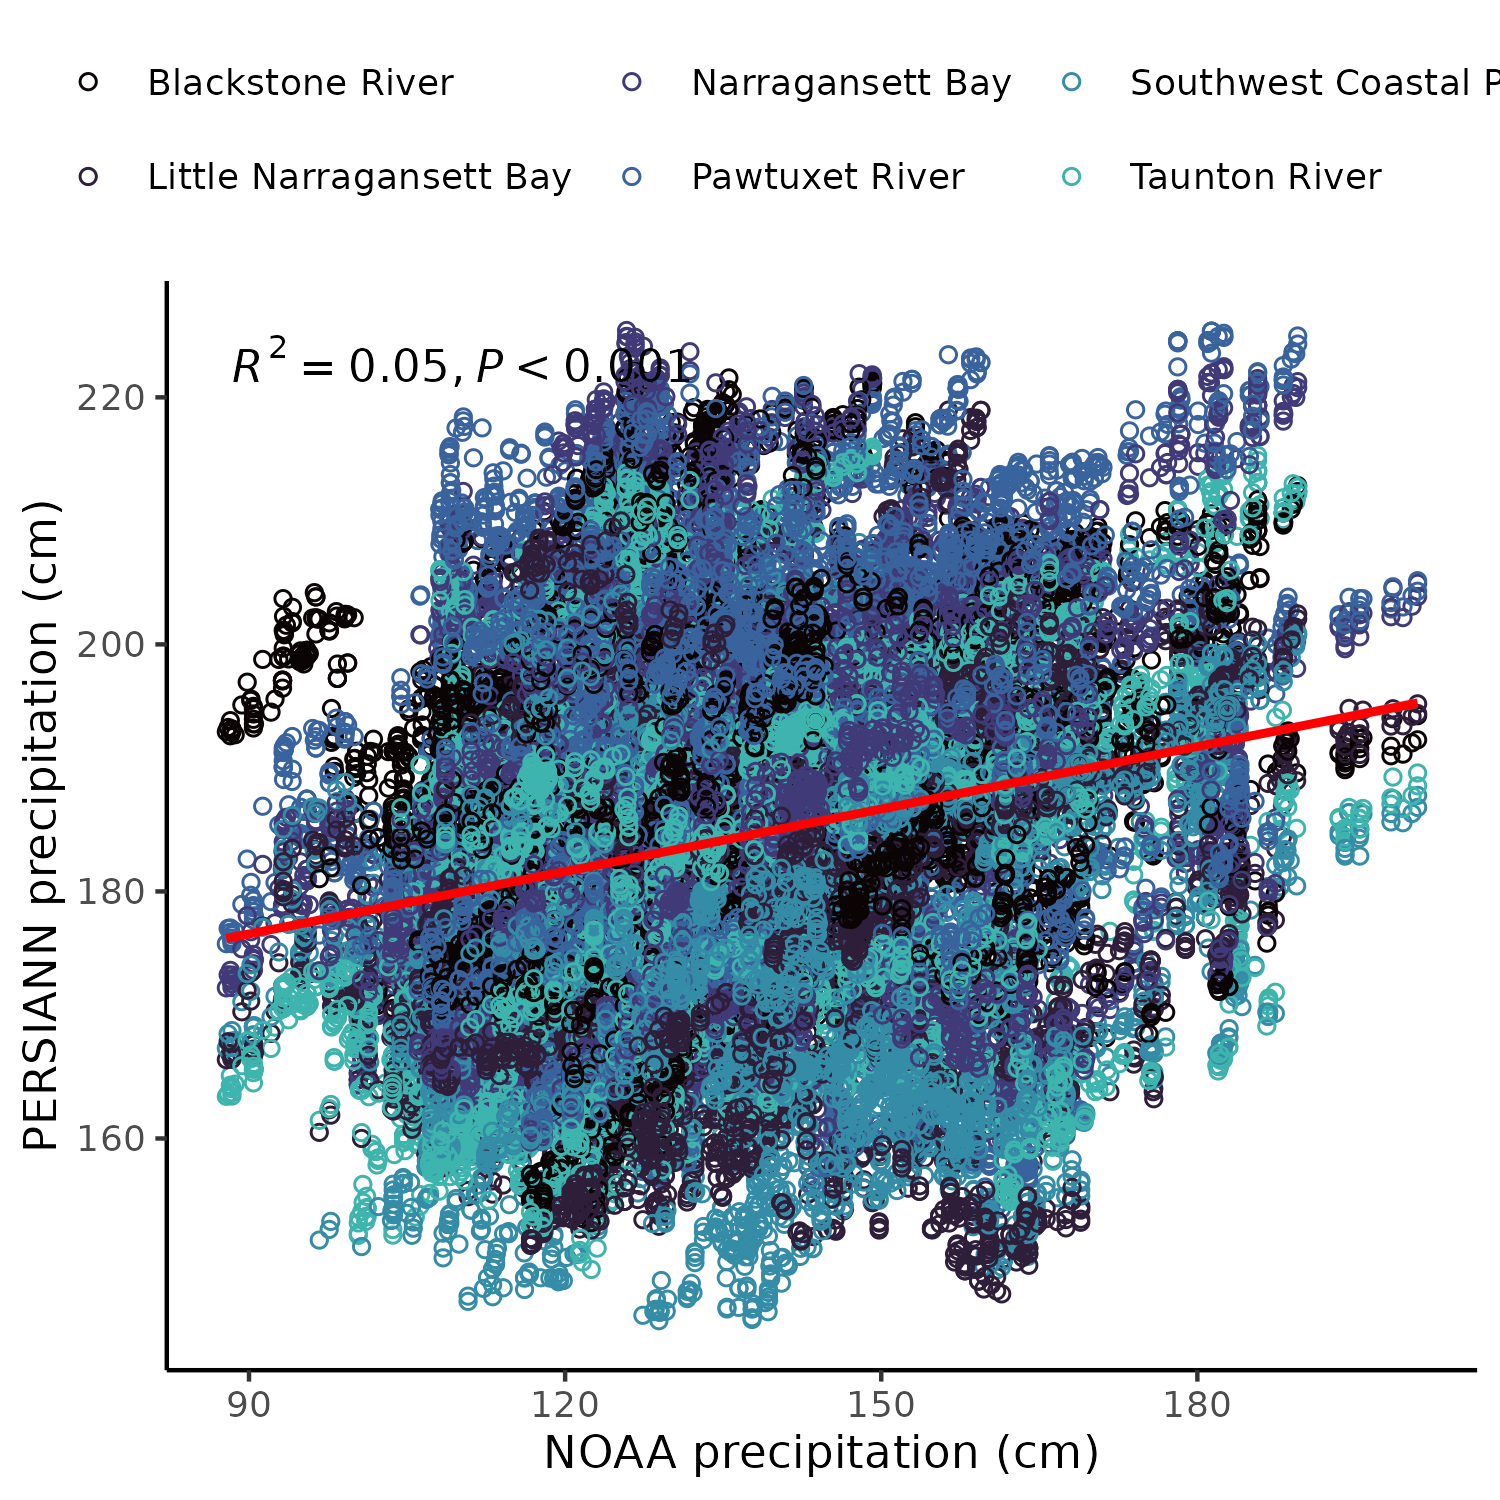 Blackstone River Narragansett Bay Southwest Coastal P
Little Narragansett Bay Pawtuxet River Taunton River
R² = 0.05, P < 0.001
220
200
180
160
PERSIANN precipitation (cm)
90 120 150 180
NOAA precipitation (cm)